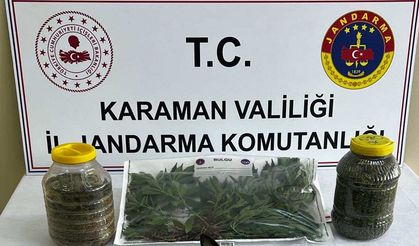 T.C.
KARAMAN VALİLİĞİ
İL JANDARMA KOMUTANLIĞI
JANDARMA
BULGU